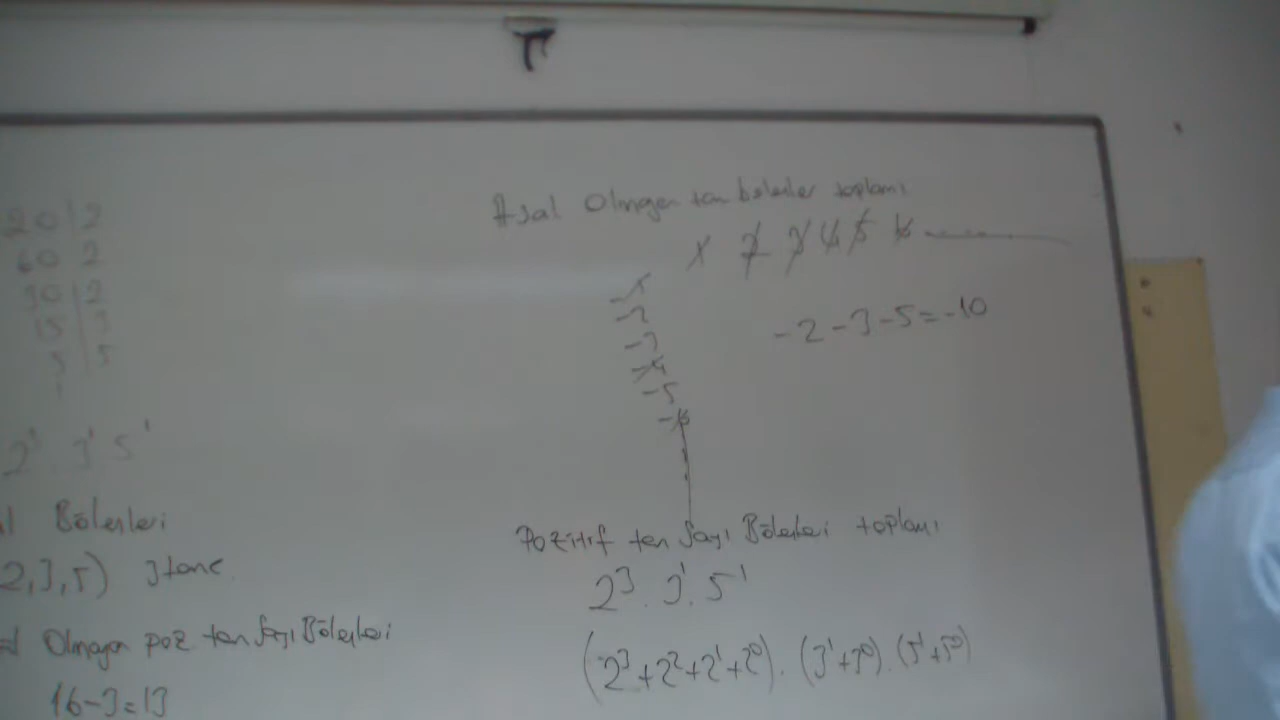 20 | 2
60 | 2
30 | 2
15 | 3
5 | 5
1
2¹ 3¹ 5¹
Bölenleri
2,3,5) 3 tane
Olmayan poz tam sayı Bölenleri
16-3=13
Asal Olmayan tam bölenler toplamı
1 2 3 4 5 6
-1
-2
-3
-4
-5
-6
-2-3-5=-10
Pozitif tam Sayı Bölenleri toplamı
2³. 3¹. 5¹
(2³+2²+2¹+2⁰). (3¹+3⁰). (5¹+5⁰)